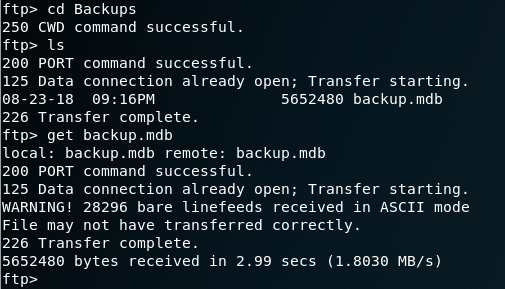 ftp> cd Backups
250 CWD command successful.
ftp> ls
200 PORT command successful.
125 Data connection already open; Transfer starting.
08-23-18  09:16PM              5652480 backup.mdb
226 Transfer complete.
ftp> get backup.mdb
local: backup.mdb remote: backup.mdb
200 PORT command successful.
125 Data connection already open; Transfer starting.
WARNING! 28296 bare linefeeds received in ASCII mode
File may not have transferred correctly.
226 Transfer complete.
5652480 bytes received in 2.99 secs (1.8030 MB/s)
ftp>